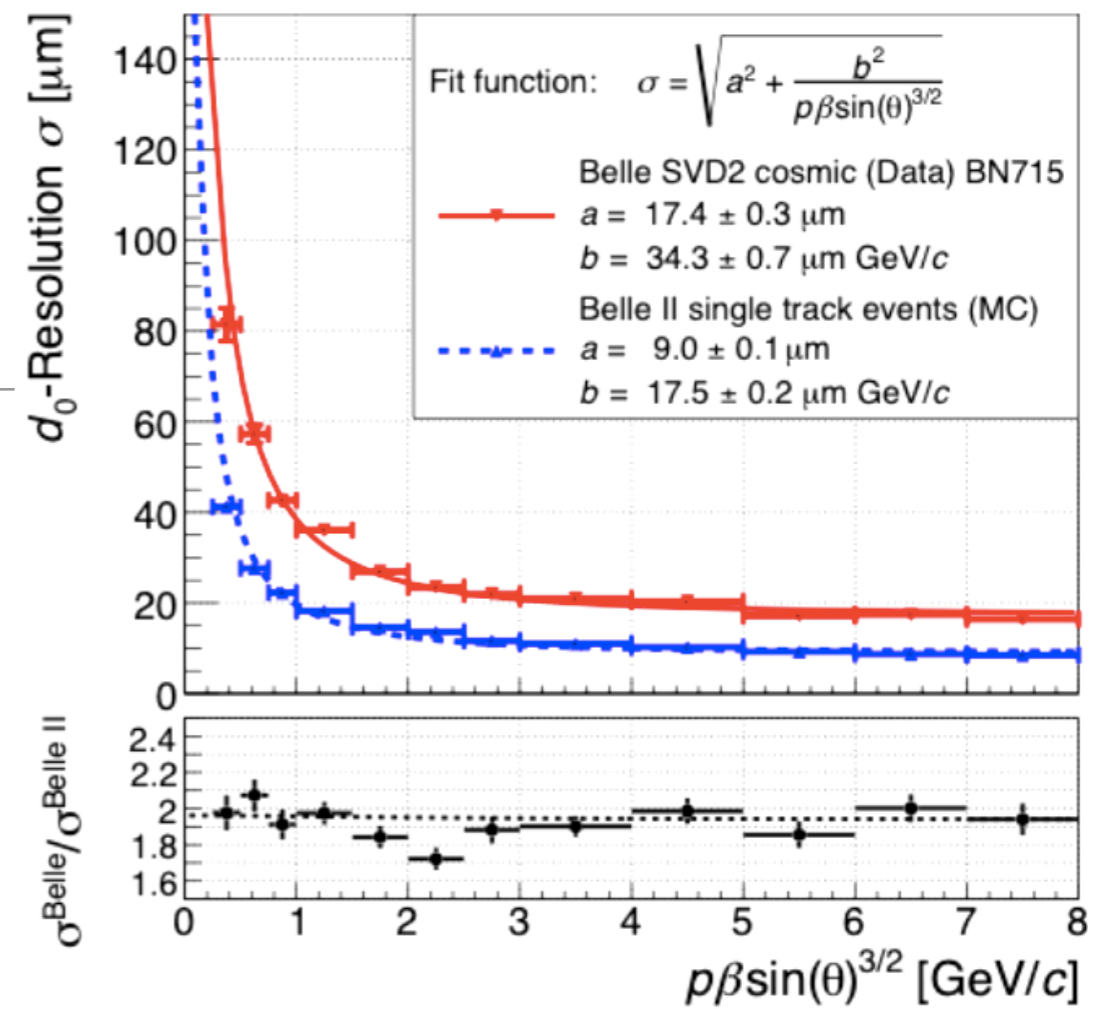 d₀-Resolution σ [μm]
140
120
100
80
60
40
20
0
Fit function: σ = √(a² + b²/pβsin(θ)^3/2)
Belle SVD2 cosmic (Data) BN715
a = 17.4 ± 0.3 μm
b = 34.3 ± 0.7 μm GeV/c
Belle II single track events (MC)
a = 9.0 ± 0.1 μm
b = 17.5 ± 0.2 μm GeV/c
σ^Belle/σ^Belle II
2.4
2.2
2
1.8
1.6
0 1 2 3 4 5 6 7 8
pβsin(θ)^3/2 [GeV/c]